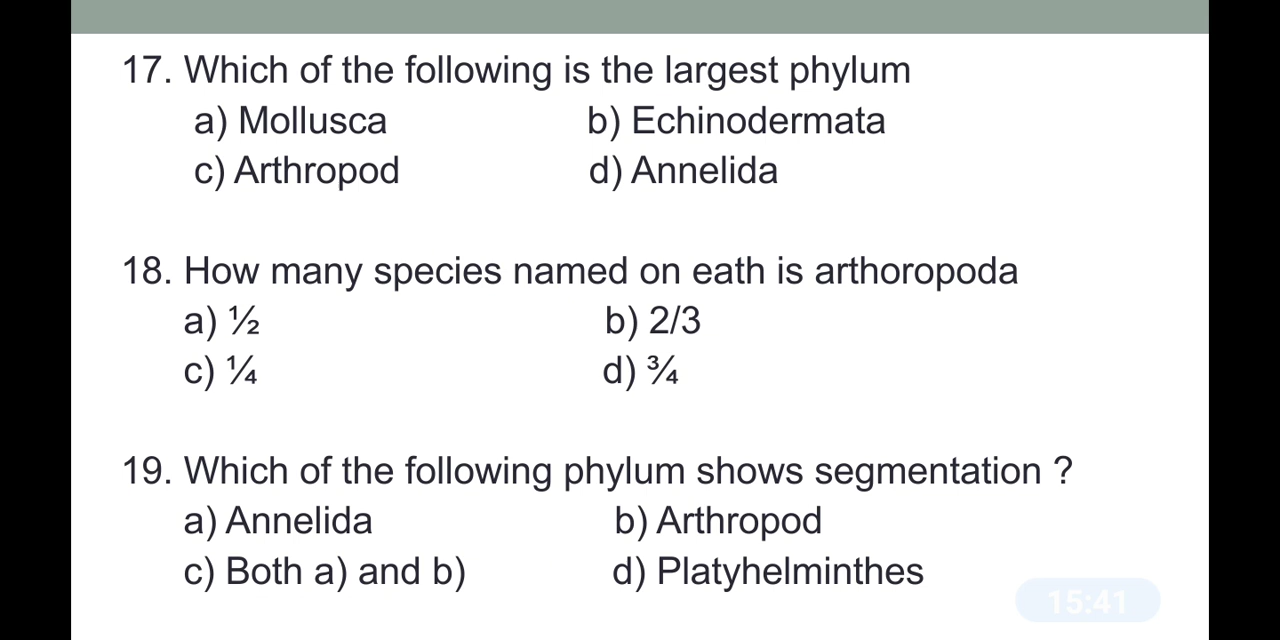 17. Which of the following is the largest phylum
a) Mollusca b) Echinodermata
c) Arthropod d) Annelida
18. How many species named on eath is arthoropoda
a) ½ b) 2/3
c) ¼ d) ¾
19. Which of the following phylum shows segmentation ?
a) Annelida b) Arthropod
c) Both a) and b) d) Platyhelminthes
15:41